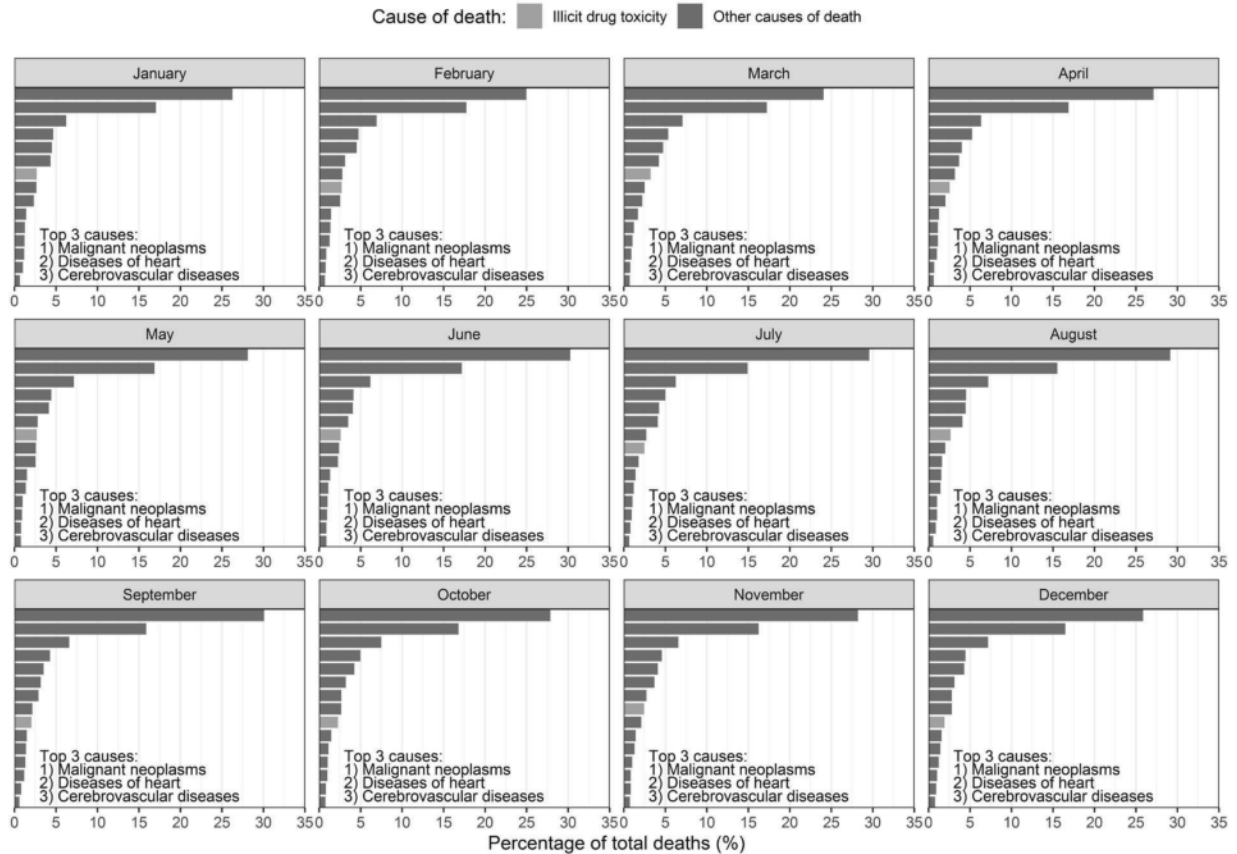 Cause of death: Illicit drug toxicity Other causes of death
January February March April
Top 3 causes: Top 3 causes: Top 3 causes: Top 3 causes:
1) Malignant neoplasms 1) Malignant neoplasms 1) Malignant neoplasms 1) Malignant neoplasms
2) Diseases of heart 2) Diseases of heart 2) Diseases of heart 2) Diseases of heart
3) Cerebrovascular diseases 3) Cerebrovascular diseases 3) Cerebrovascular diseases 3) Cerebrovascular diseases
0 5 10 15 20 25 30 35 0 5 10 15 20 25 30 35 0 5 10 15 20 25 30 35 0 5 10 15 20 25 30 35
May June July August
Top 3 causes: Top 3 causes: Top 3 causes: Top 3 causes:
1) Malignant neoplasms 1) Malignant neoplasms 1) Malignant neoplasms 1) Malignant neoplasms
2) Diseases of heart 2) Diseases of heart 2) Diseases of heart 2) Diseases of heart
3) Cerebrovascular diseases 3) Cerebrovascular diseases 3) Cerebrovascular diseases 3) Cerebrovascular diseases
0 5 10 15 20 25 30 35 0 5 10 15 20 25 30 35 0 5 10 15 20 25 30 35 0 5 10 15 20 25 30 35
September October November December
Top 3 causes: Top 3 causes: Top 3 causes: Top 3 causes:
1) Malignant neoplasms 1) Malignant neoplasms 1) Malignant neoplasms 1) Malignant neoplasms
2) Diseases of heart 2) Diseases of heart 2) Diseases of heart 2) Diseases of heart
3) Cerebrovascular diseases 3) Cerebrovascular diseases 3) Cerebrovascular diseases 3) Cerebrovascular diseases
0 5 10 15 20 25 30 35 0 5 10 15 20 25 30 35 0 5 10 15 20 25 30 35 0 5 10 15 20 25 30 35
Percentage of total deaths (%)